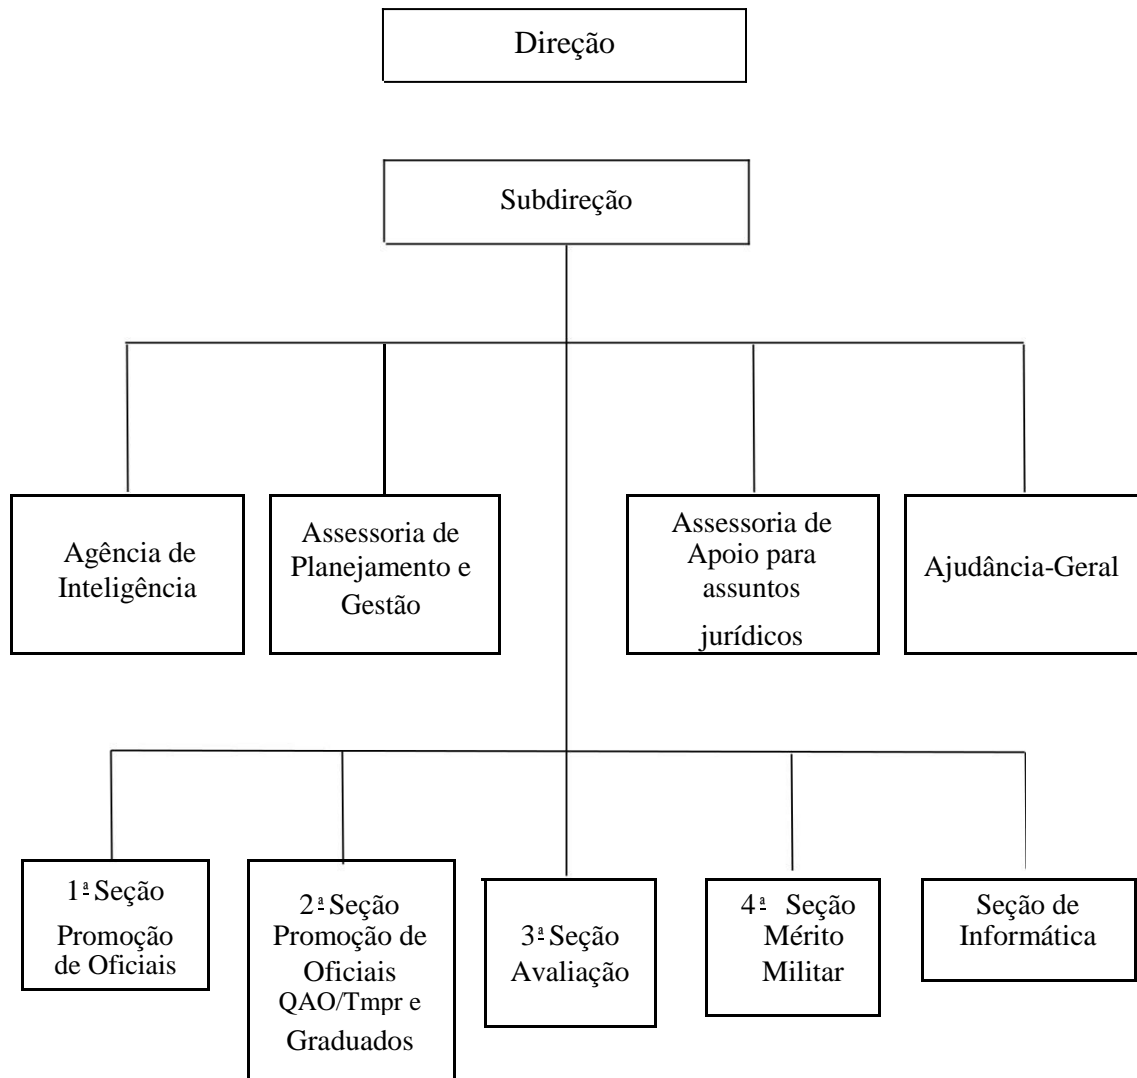 Direção
Subdireção
Agência de
Inteligência
Assessoria de
Planejamento e
Gestão
Assessoria de
Apoio para
assuntos
jurídicos
Ajudância-Geral
1ª Seção
Promoção
de Oficiais
2ª Seção
Promoção de
Oficiais
QAO/Tmpr e
Graduados
3ª Seção
Avaliação
4ª Seção
Mérito
Militar
Seção de
Informática